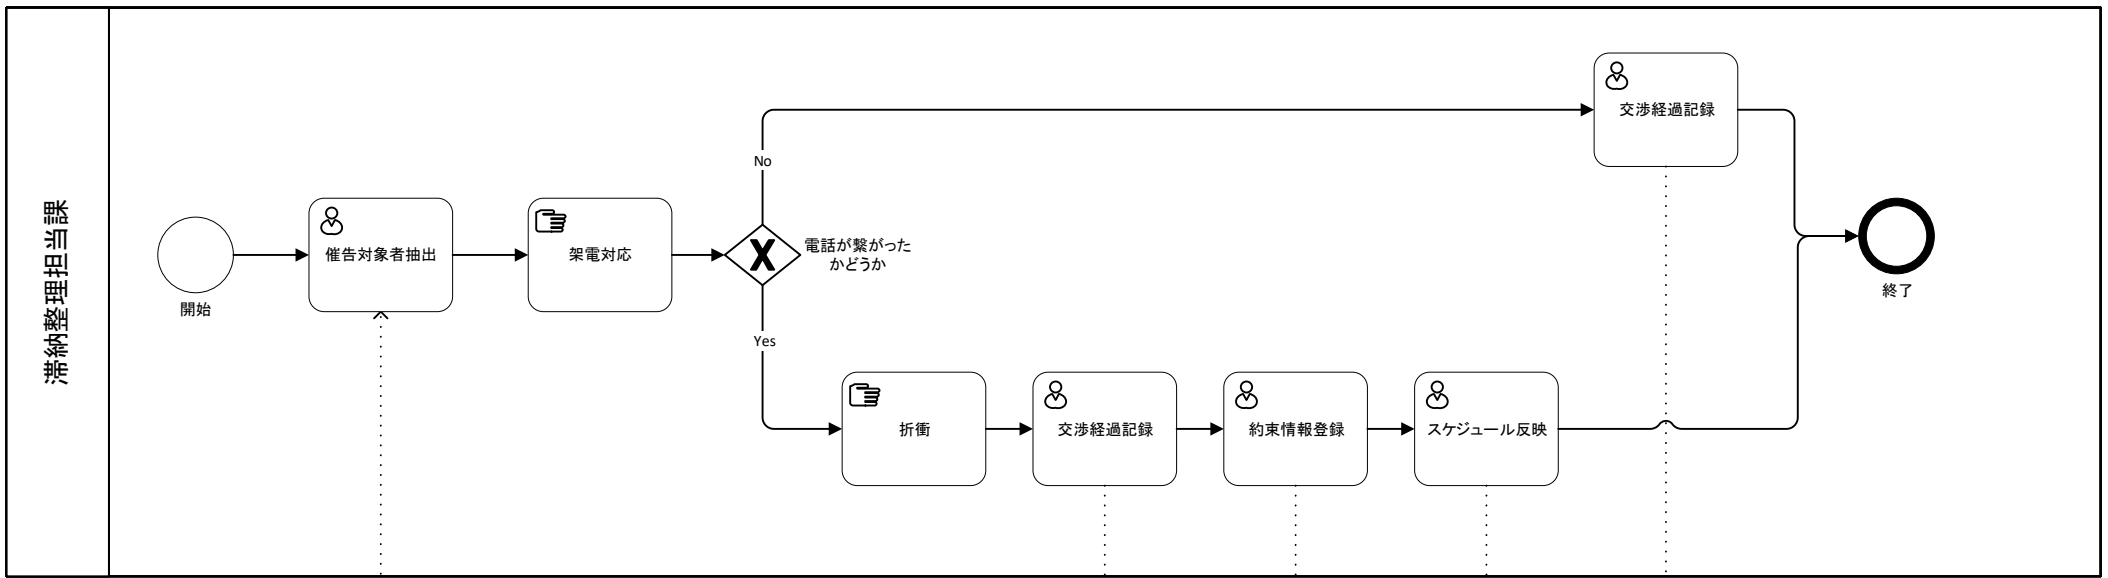 滞納整理担当課
開始
催告対象者抽出
架電対応
電話が繋がった
かどうか
No
交渉経過記録
Yes
折衝
交渉経過記録
約束情報登録
スケジュール反映
終了